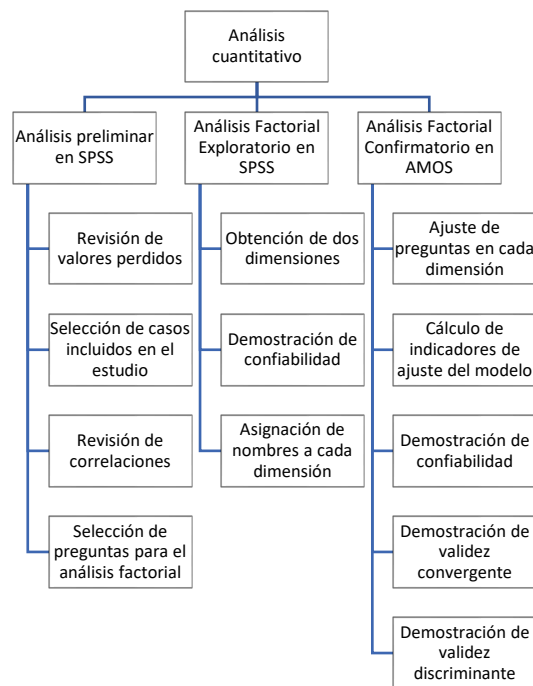 Análisis
cuantitativo
Análisis preliminar
en SPSS
Revisión de
valores perdidos
Selección de casos
incluidos en el
estudio
Revisión de
correlaciones
Selección de
preguntas para el
análisis factorial
Análisis Factorial
Exploratorio en
SPSS
Obtención de dos
dimensiones
Demostración de
confiabilidad
Asignación de
nombres a cada
dimensión
Análisis Factorial
Confirmatorio en
AMOS
Ajuste de
preguntas en cada
dimensión
Cálculo de
indicadores de
ajuste del modelo
Demostración de
confiabilidad
Demostración de
validez
convergente
Demostración de
validez
discriminante